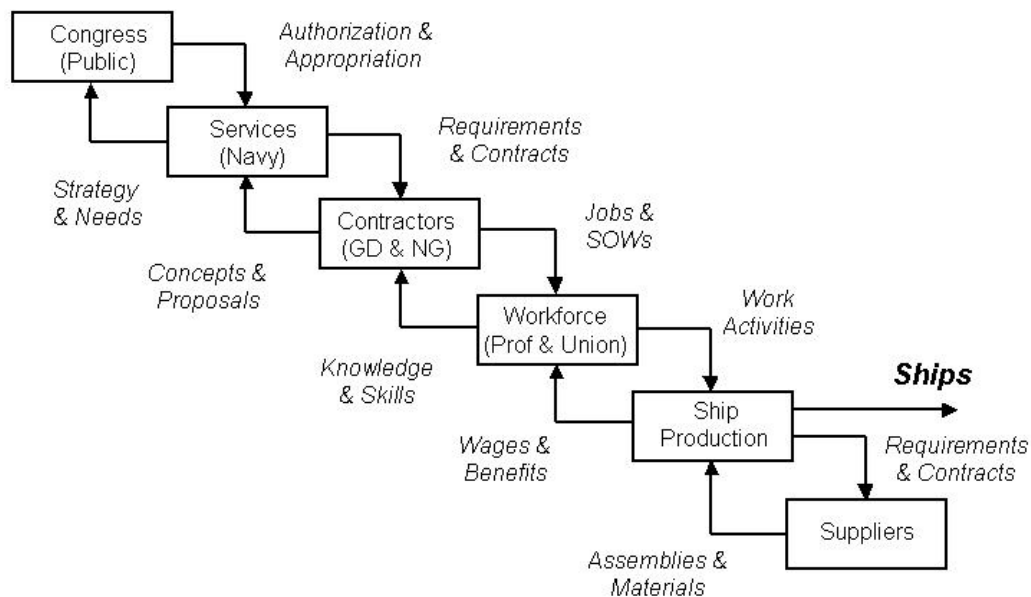 Congress
(Public)
Authorization &
Appropriation
Services
(Navy)
Requirements
& Contracts
Strategy
& Needs
Contractors
(GD & NG)
Jobs &
SOWs
Concepts &
Proposals
Workforce
(Prof & Union)
Work
Activities
Knowledge
& Skills
Ships
Ship
Production
Wages &
Benefits
Requirements
& Contracts
Suppliers
Assemblies &
Materials